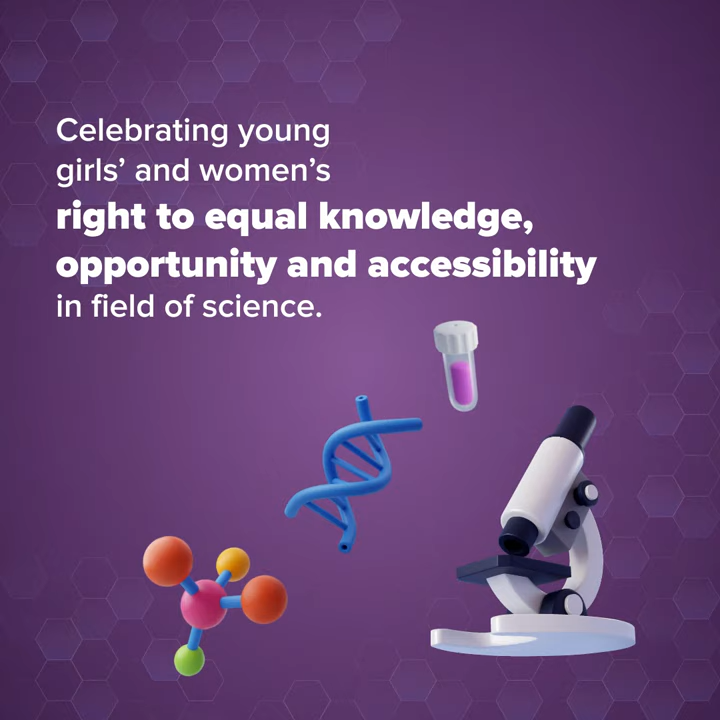 Celebrating young
girls’ and women’s
right to equal knowledge,
opportunity and accessibility
in field of science.